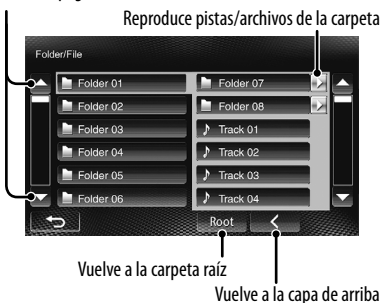 Reproduce pistas/archivos de la carpeta
Folder/File
Folder 01
Folder 07
Folder 02
Folder 08
Folder 03
Track 01
Folder 04
Track 02
Folder 05
Track 03
Folder 06
Track 04
Root
Vuelve a la carpeta raíz
Vuelve a la capa de arriba